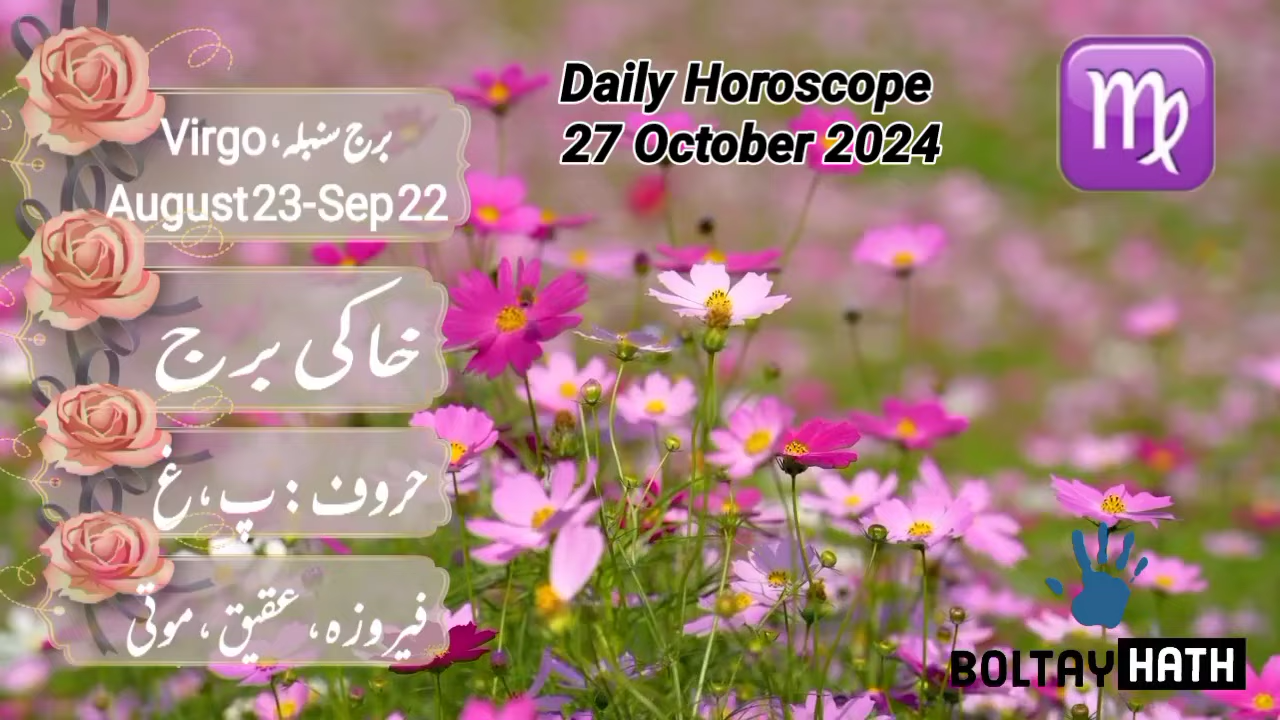 Daily Horoscope
27 October 2024
برج سنبلہ، Virgo
August 23-Sep 22
خاکی برج
حروف : پ، غ
فیروزہ، عقیق، موتی
BOLTAY HATH